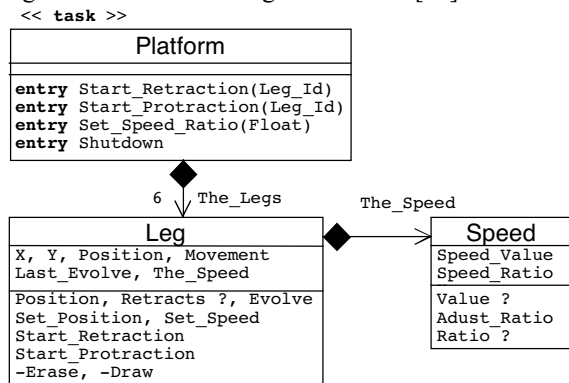 << task >>
Platform
entry Start_Retraction(Leg_Id)
entry Start_Protraction(Leg_Id)
entry Set_Speed_Ratio(Float)
entry Shutdown
6 The_Legs
The_Speed
Leg
X, Y, Position, Movement
Last_Evolve, The_Speed
Position, Retracts ?, Evolve
Set_Position, Set_Speed
Start_Retraction
Start_Protraction
-Erase, -Draw
Speed
Speed_Value
Speed_Ratio
Value ?
Adust_Ratio
Ratio ?